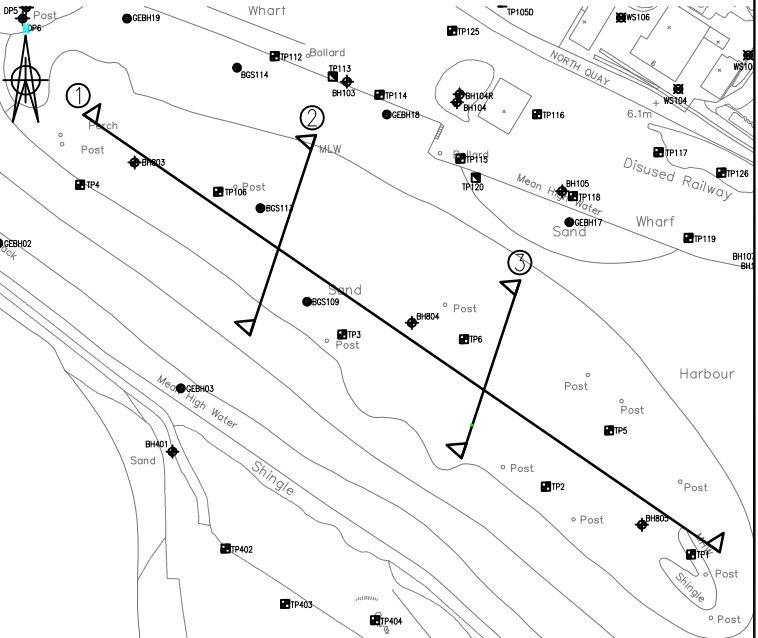 DP5
Post
DP6
N
GEBH19
Wharf
TP105D
WS106
TP125
NORTH QUAY
TP112
Bollard
BGS114
TP113
BH103
TP114
GEBH18
BH104R
BH104
6
WS10
WS104
6.1m
TP116
1
2
Perch
Post
MLW
BH803
TP4
TP106
Post
BGS113
Bollard
TP115
TP120
Mean High Water
BH105
TP118
GEBH17
Sand
TP117
Disused Railway
TP126
Wharf
TP119
BH107
GEBH02
3
Sand
BGS109
Post
BH804
TP3
Post
TP6
Harbour
Post
Post
GEBH03
Mean High Water
TP5
BH401
Sand
Shingle
Post
TP2
Post
Post
BH805
TP1
Post
Shingle
Post
TP402
TP403
TP404